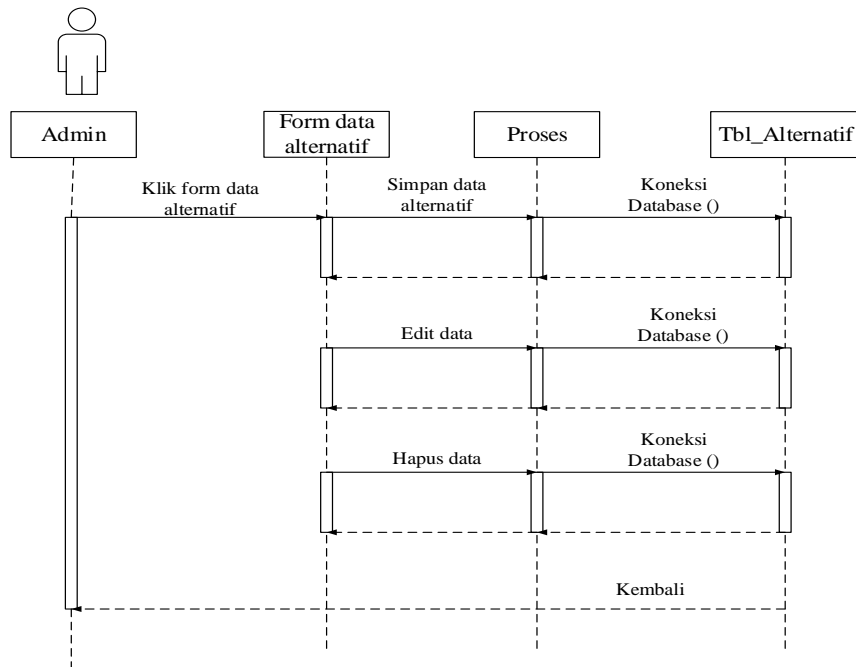 Admin
Form data
alternatif
Proses
Tbl_Alternatif
Klik form data
alternatif
Simpan data
alternatif
Koneksi
Database ()
Edit data
Koneksi
Database ()
Hapus data
Koneksi
Database ()
Kembali